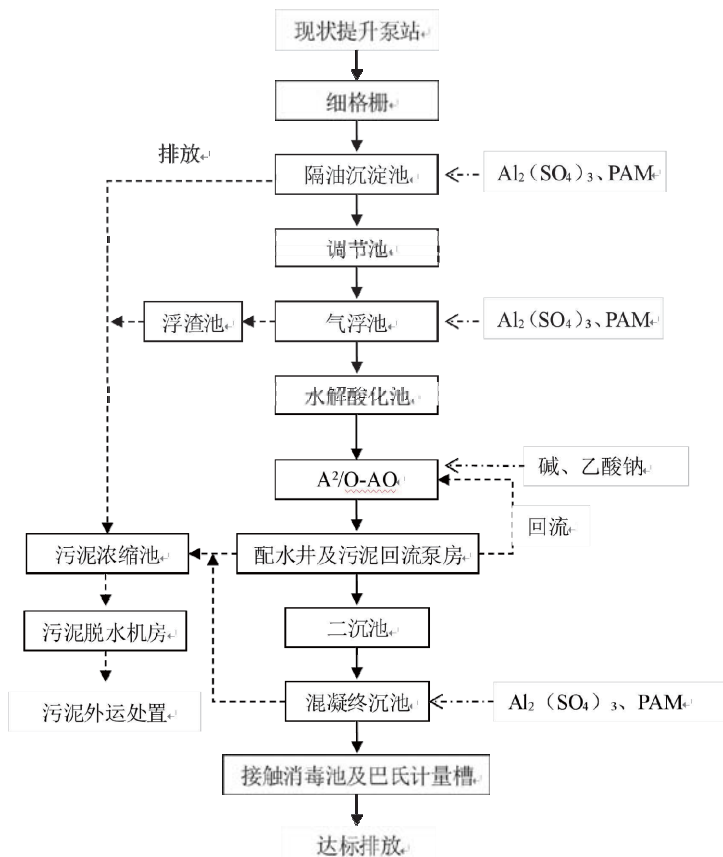 现状提升泵站
细格栅
排放
隔油沉淀池
Al₂(SO₄)₃、PAM
调节池
浮渣池
气浮池
Al₂(SO₄)₃、PAM
水解酸化池
A²/O-AO
碱、乙酸钠
回流
污泥浓缩池
配水井及污泥回流泵房
污泥脱水机房
二沉池
污泥外运处置
混凝终沉池
Al₂(SO₄)₃、PAM
接触消毒池及巴氏计量槽
达标排放